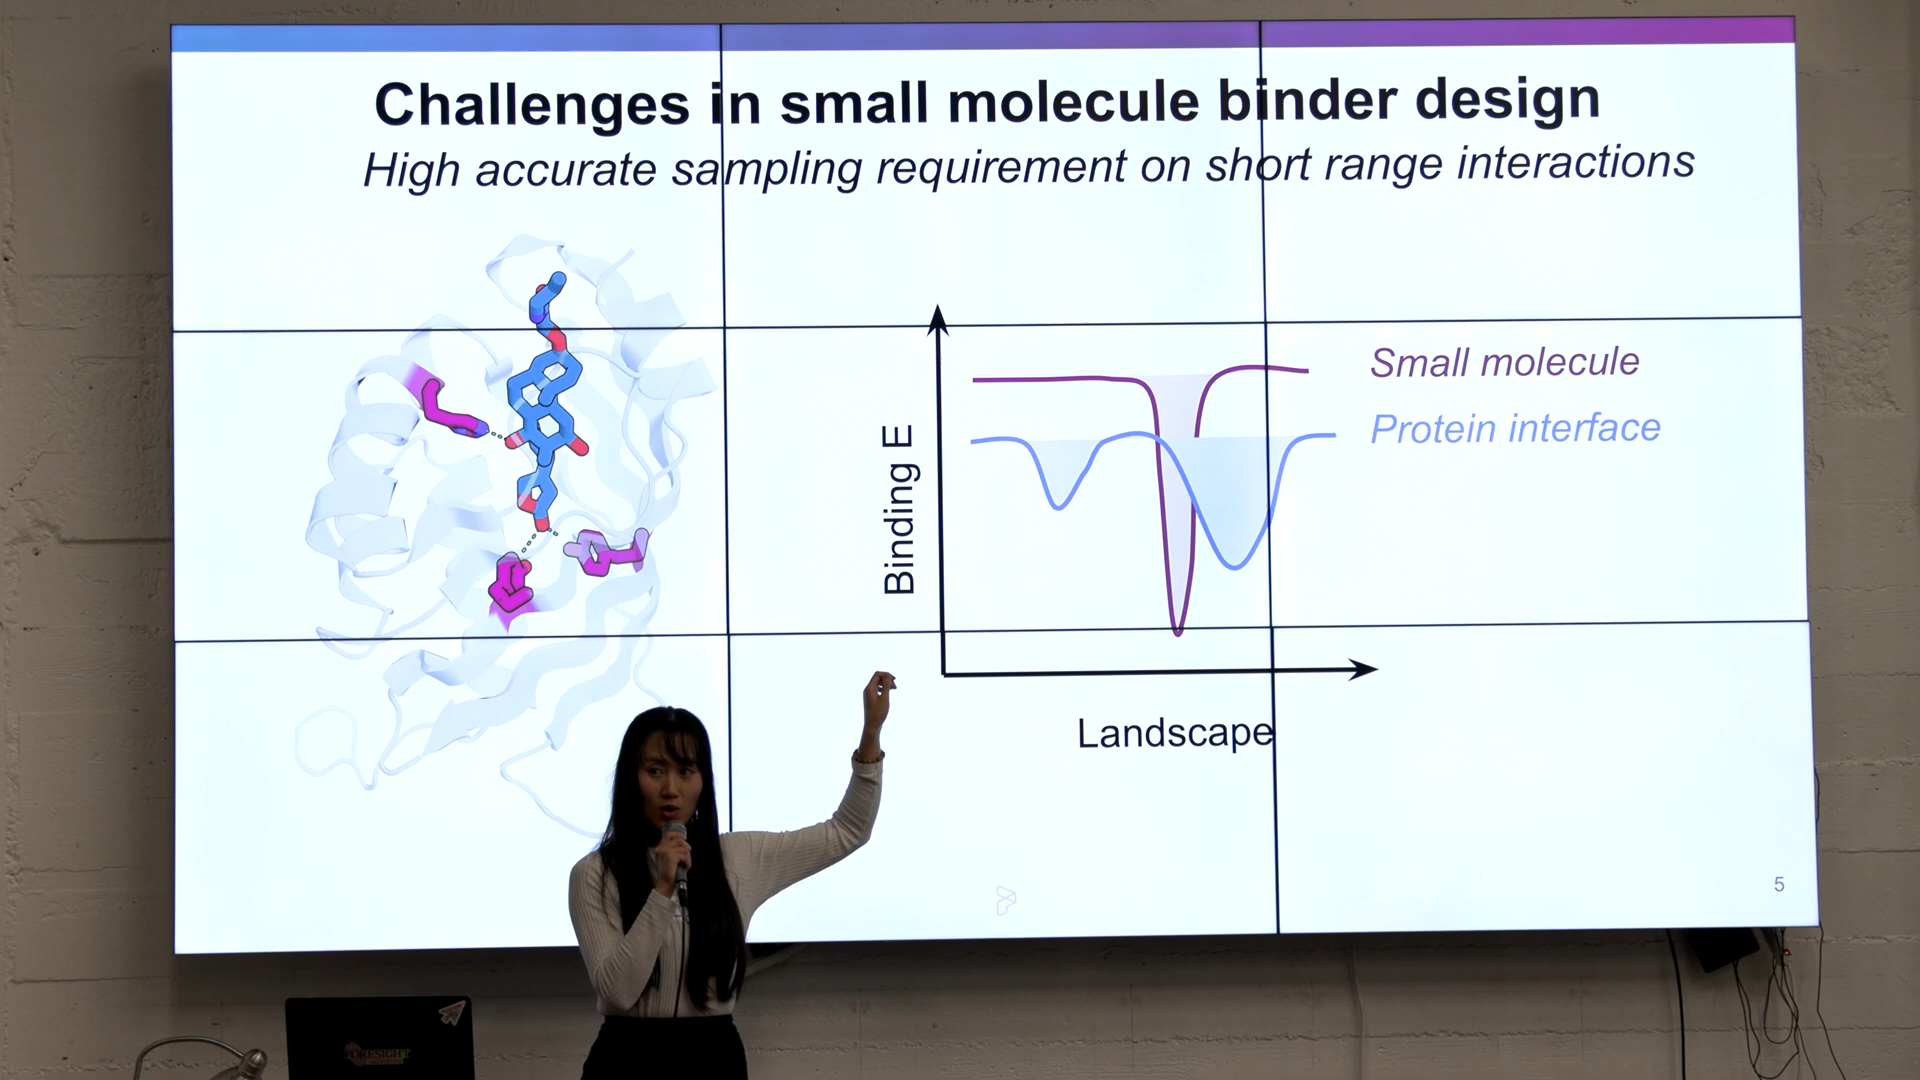 Challenges in small molecule binder design
High accurate sampling requirement on short range interactions
Small molecule
Protein interface
Binding E
Landscape
5
FORESIGHT